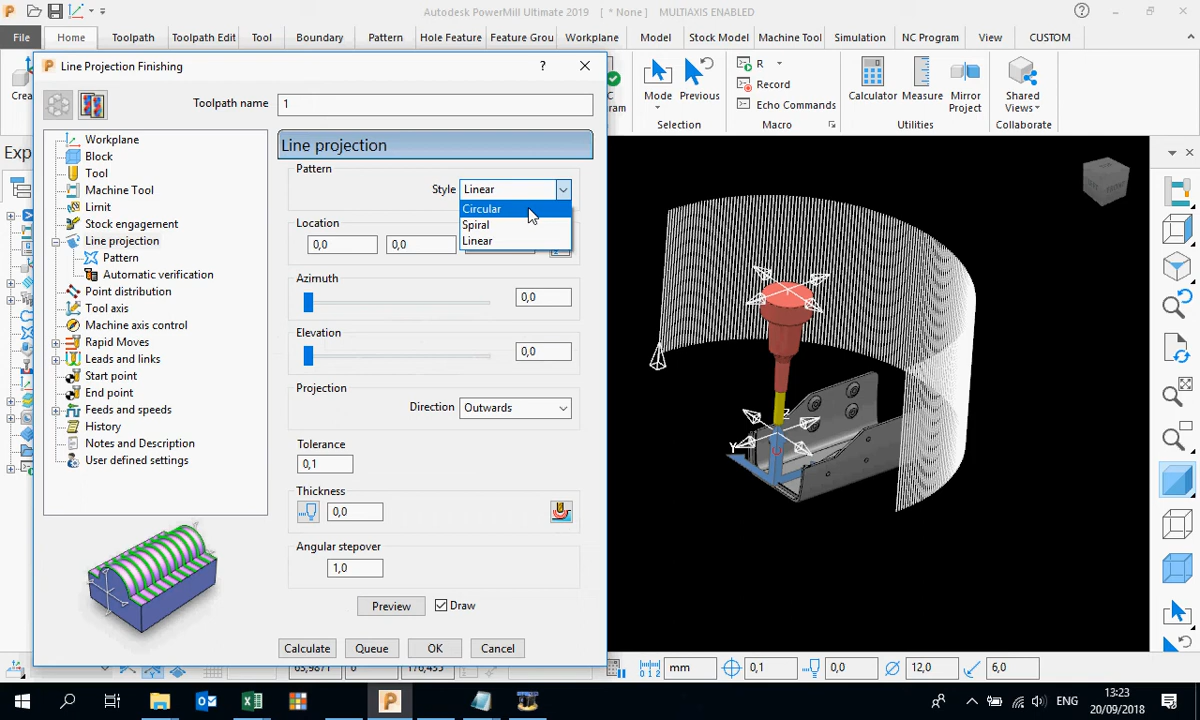 Autodesk PowerMill Ultimate 2019 [ * None ] MULTIAXIS ENABLED
File Home Toolpath Toolpath Edit Tool Boundary Pattern Hole Feature Feature Grou Workplane Model Stock Model Machine Tool Simulation NC Program View CUSTOM
Line Projection Finishing
Toolpath name 1
Line projection
Pattern
Style Linear
Circular
Spiral
Linear
Location
0,0 0,0
Azimuth
0,0
Elevation
0,0
Projection
Direction Outwards
Tolerance
0,1
Thickness
0,0
Angular stepover
1,0
Preview Draw
Calculate Queue OK Cancel
Workplane
Block
Tool
Machine Tool
Limit
Stock engagement
Line projection
Pattern
Automatic verification
Point distribution
Tool axis
Machine axis control
Rapid Moves
Leads and links
Start point
End point
Feeds and speeds
History
Notes and Description
User defined settings
Crea
Exp
gram
Mode Previous
Selection
R
Record
Echo Commands
Macro
Calculator Measure Mirror Project
Utilities
Shared Views
Collaborate
Z
Y
mm 0,1 0,0 12,0 6,0
ENG
13:23
20/09/2018